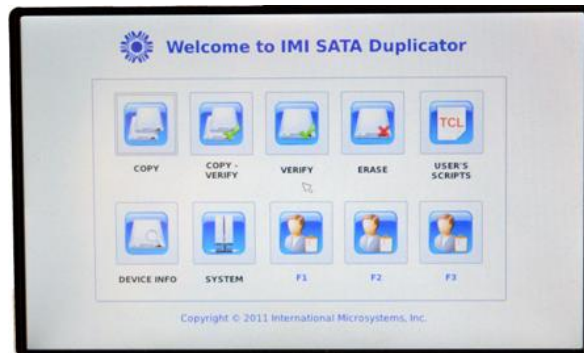 Welcome to IMI SATA Duplicator
TCL
COPY
COPY -
VERIFY
VERIFY
ERASE
USER'S
SCRIPTS
DEVICE INFO
SYSTEM
F1
F2
F3
Copyright © 2011 International Microsystems, Inc.